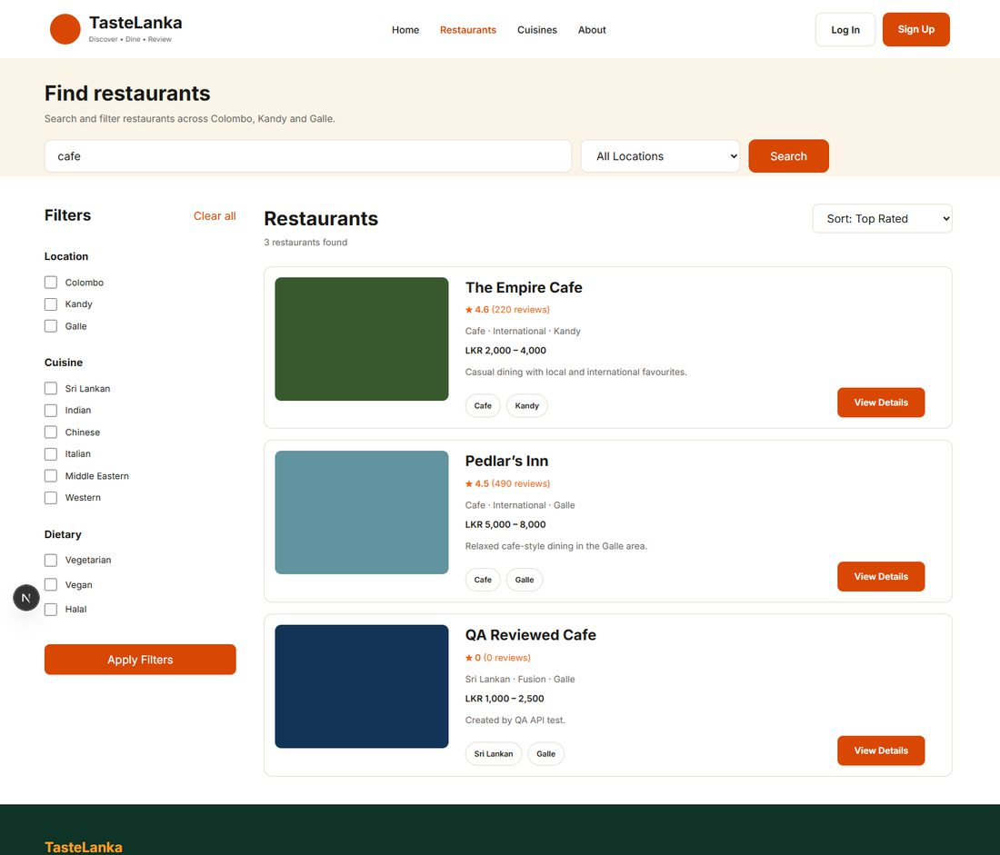 TasteLanka
Discover • Dine • Review
Home
Restaurants
Cuisines
About
Log In
Sign Up
Find restaurants
Search and filter restaurants across Colombo, Kandy and Galle.
cafe
All Locations
Search
Filters
Clear all
Location
Colombo
Kandy
Galle
Cuisine
Sri Lankan
Indian
Chinese
Italian
Middle Eastern
Western
Dietary
Vegetarian
Vegan
Halal
Apply Filters
Restaurants
3 restaurants found
Sort: Top Rated
The Empire Cafe
★ 4.6 (220 reviews)
Cafe · International · Kandy
LKR 2,000 – 4,000
Casual dining with local and international favourites.
Cafe
Kandy
View Details
Pedlar’s Inn
★ 4.5 (490 reviews)
Cafe · International · Galle
LKR 5,000 – 8,000
Relaxed cafe-style dining in the Galle area.
Cafe
Galle
View Details
QA Reviewed Cafe
★ 0 (0 reviews)
Sri Lankan · Fusion · Galle
LKR 1,000 – 2,500
Created by QA API test.
Sri Lankan
Galle
View Details
N
TasteLanka